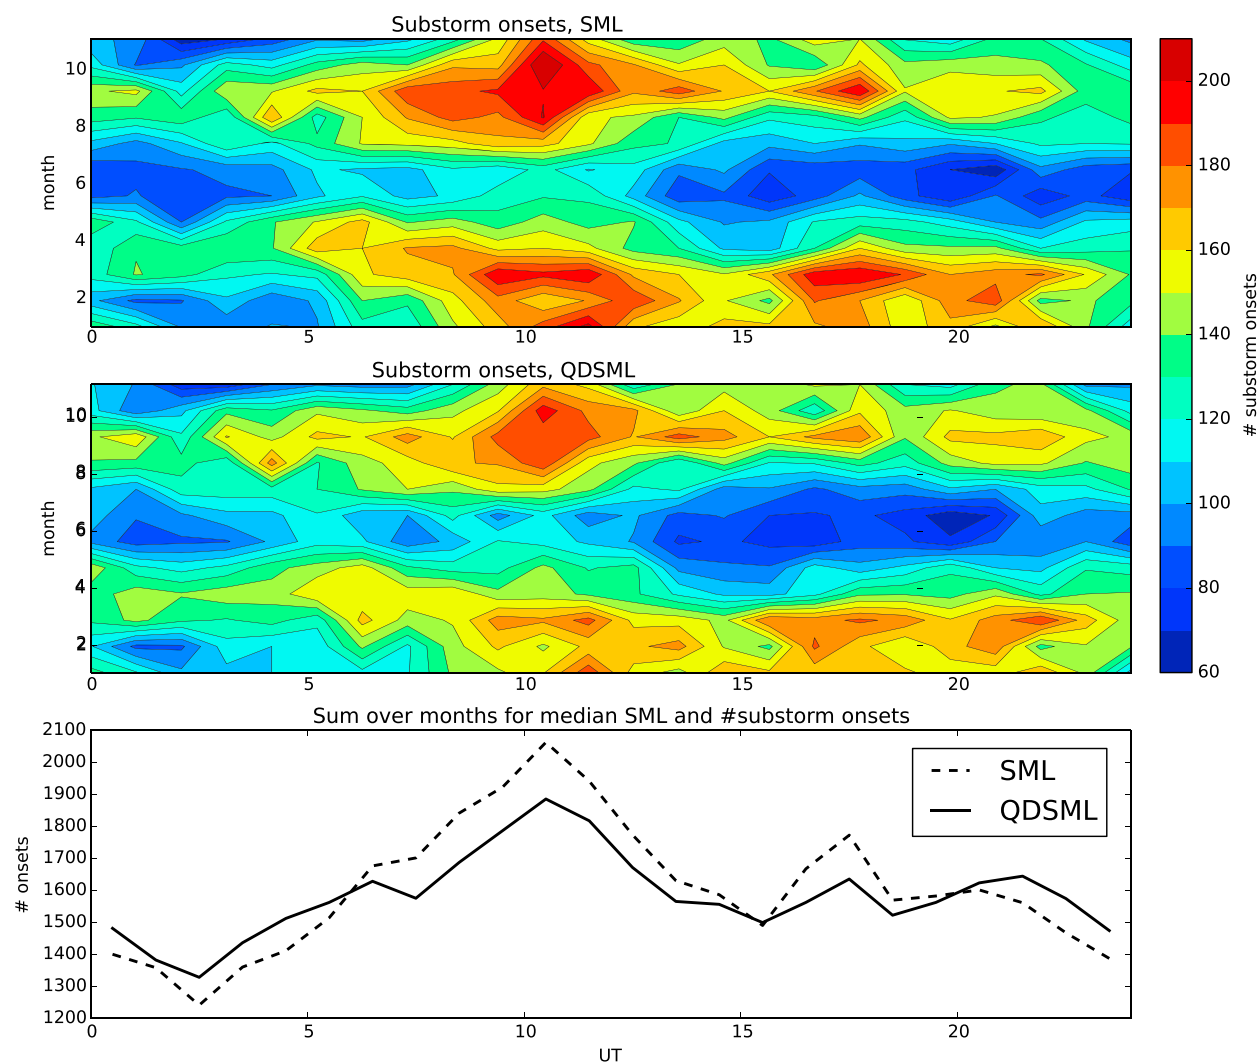 Substorm onsets, SML
10
8
6
4
2
month
0 5 10 15 20
Substorm onsets, QDSML
10
8
6
4
2
month
0 5 10 15 20
200
180
160
140
120
100
80
60
# substorm onsets
Sum over months for median SML and #substorm onsets
2100
2000
1900
1800
1700
1600
1500
1400
1300
1200
# onsets
SML
QDSML
0 5 10 15 20
UT